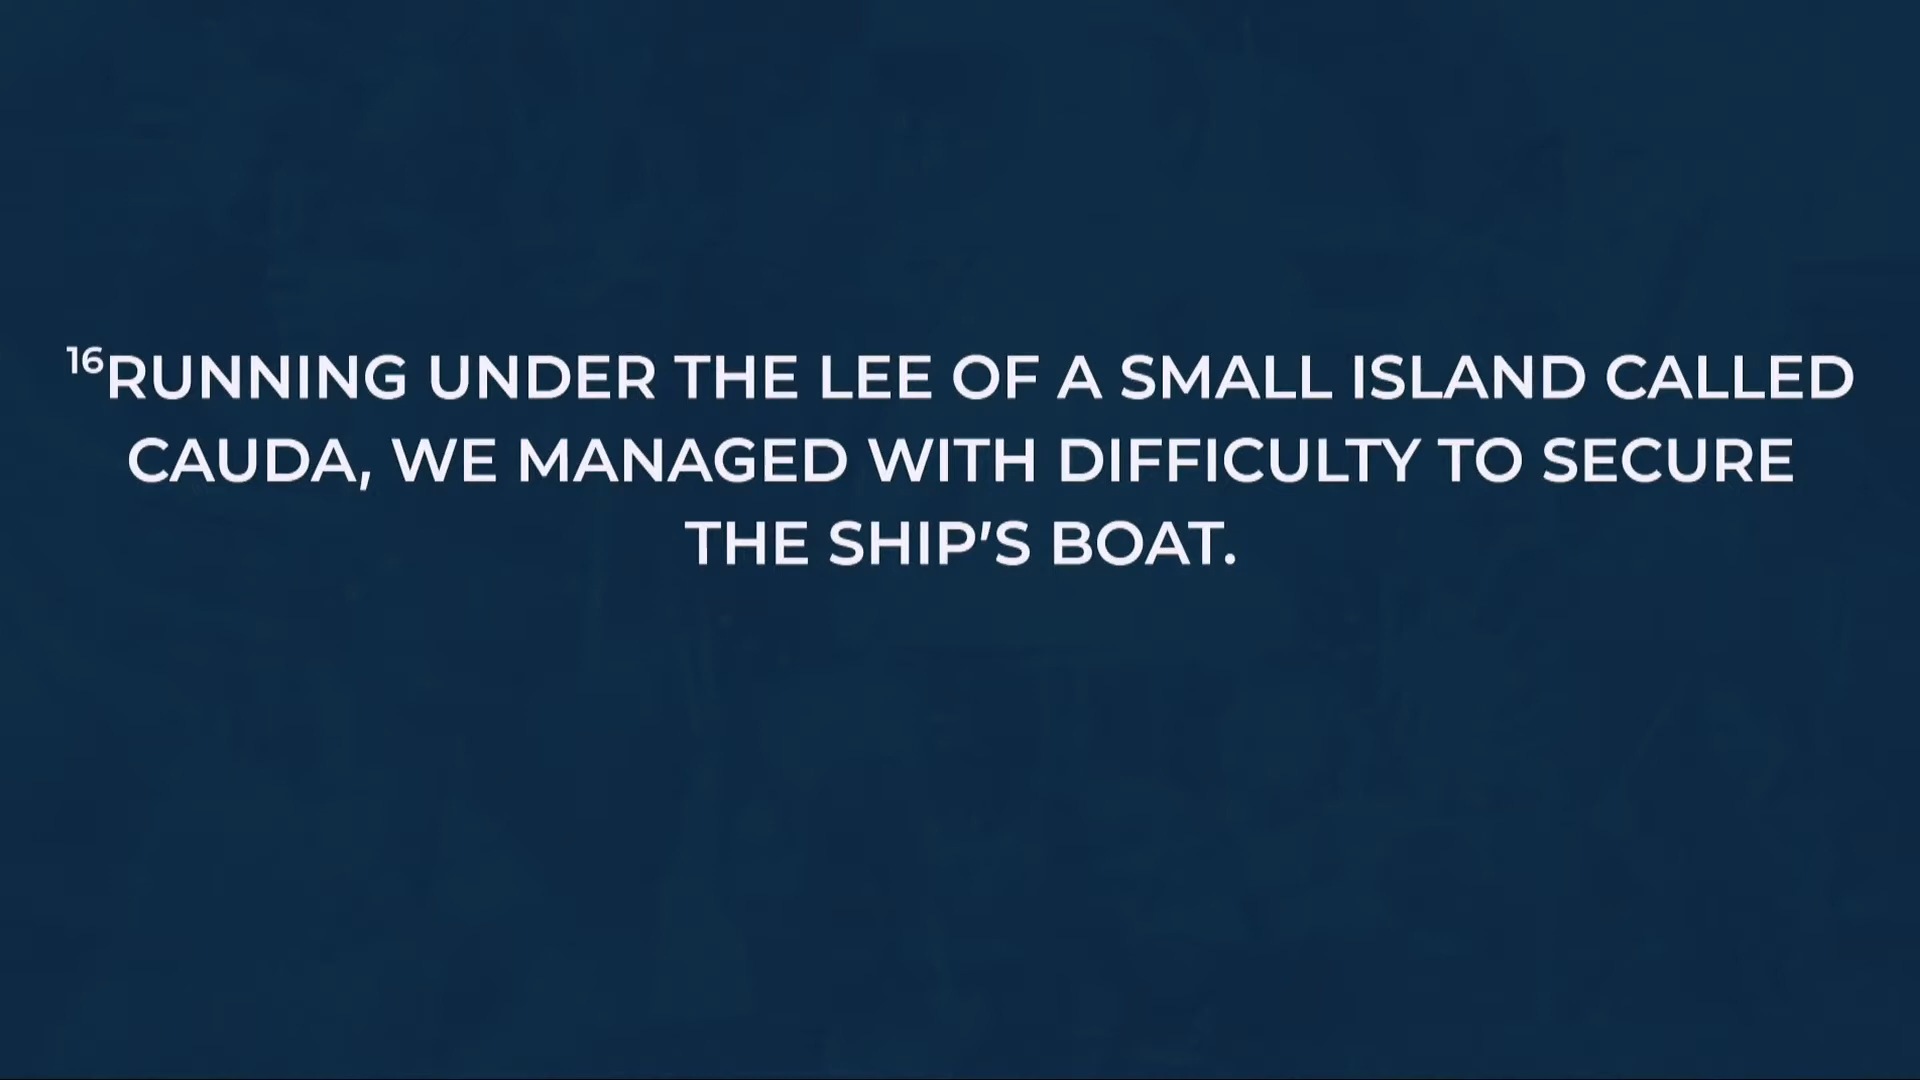 ¹⁶RUNNING UNDER THE LEE OF A SMALL ISLAND CALLED
CAUDA, WE MANAGED WITH DIFFICULTY TO SECURE
THE SHIP'S BOAT.